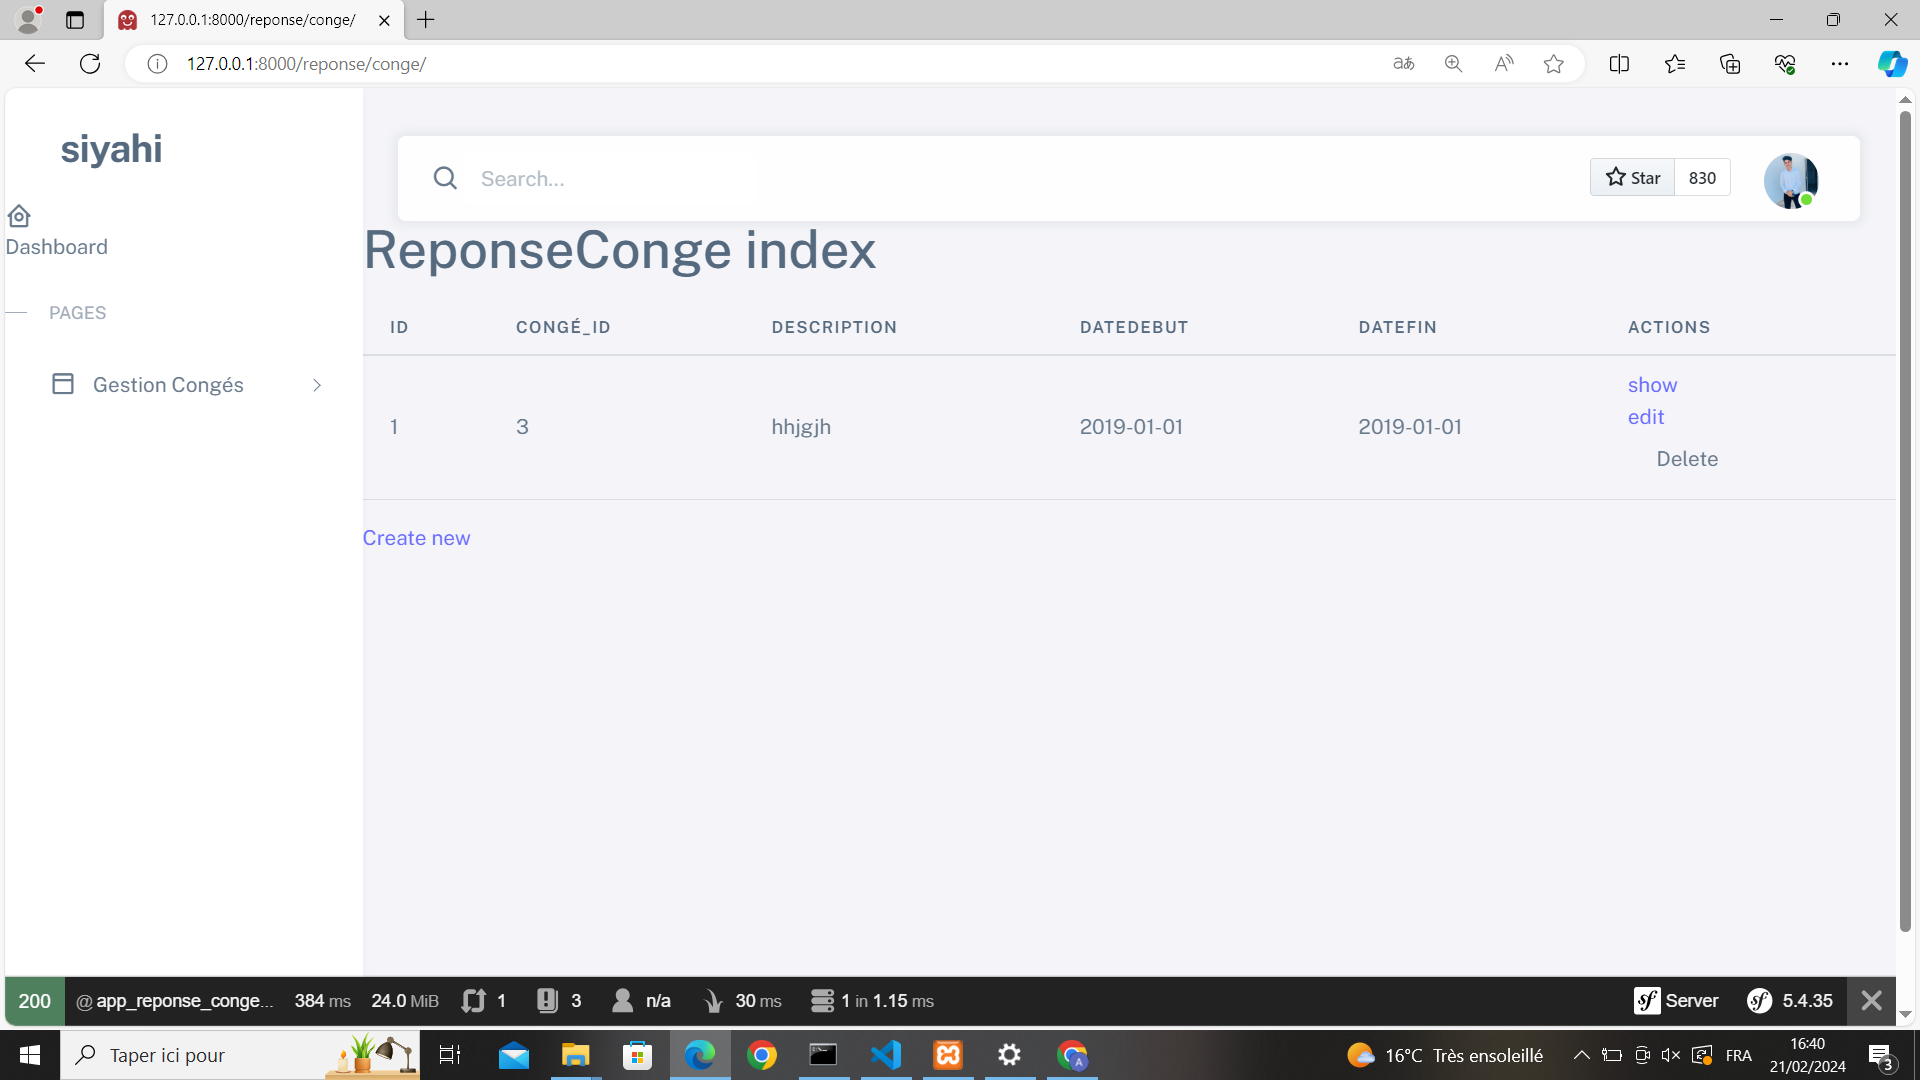 127.0.0.1:8000/reponse/conge/
127.0.0.1:8000/reponse/conge/
siyahi
Search...
Star 830
Dashboard
PAGES
Gestion Congés
ReponseConge index
ID CONGÉ_ID DESCRIPTION DATEDEBUT DATEFIN ACTIONS
1 3 hhjgjh 2019-01-01 2019-01-01
show
edit
Delete
Create new
200 @ app_reponse_conge... 384 ms 24.0 MiB 1 3 n/a 30 ms 1 in 1.15 ms Server 5.4.35
Taper ici pour
16°C Très ensoleillé
FRA
16:40
21/02/2024
3